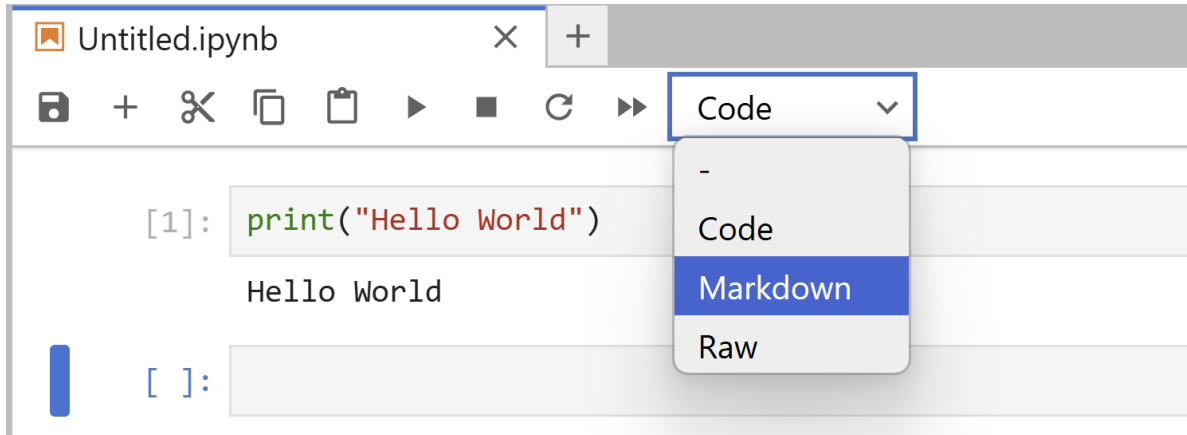 Untitled.ipynb
Code
-
Code
Markdown
Raw
[1]: print("Hello World")
Hello World
[ ]: